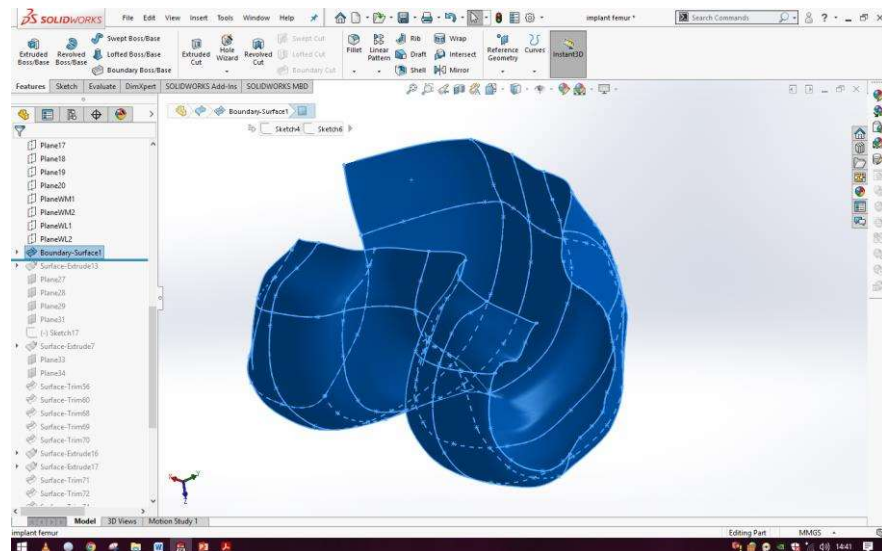 SOLIDWORKS File Edit View Insert Tools Window Help implant femur * Search Commands
Extruded Boss/Base
Revolved Boss/Base
Swept Boss/Base
Lofted Boss/Base
Boundary Boss/Base
Extruded Cut
Hole Wizard
Revolved Cut
Swept Cut
Lofted Cut
Boundary Cut
Fillet
Linear Pattern
Rib
Draft
Shell
Wrap
Intersect
Mirror
Reference Geometry
Curves
Instant3D
Features Sketch Evaluate DimXpert SOLIDWORKS Add-Ins SOLIDWORKS MBD
Boundary-Surface1
Sketch4 Sketch6
Plane17
Plane18
Plane19
Plane20
PlaneWM1
PlaneWM2
PlaneWL1
PlaneWL2
Boundary-Surface1
Surface-Extrude13
Plane27
Plane28
Plane29
Plane31
(-) Sketch17
Surface-Extrude7
Plane33
Plane34
Surface-Trim56
Surface-Trim60
Surface-Trim68
Surface-Trim69
Surface-Trim70
Surface-Extrude16
Surface-Extrude17
Surface-Trim71
Surface-Trim72
Model 3D Views Motion Study 1
implant femur Editing Part MMGS
14:41